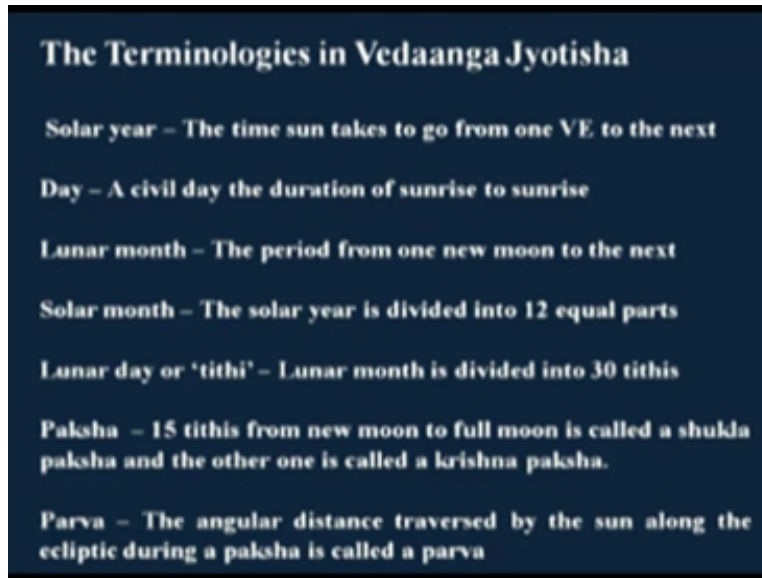 The Terminologies in Vedaanga Jyotisha
Solar year – The time sun takes to go from one VE to the next
Day – A civil day the duration of sunrise to sunrise
Lunar month – The period from one new moon to the next
Solar month – The solar year is divided into 12 equal parts
Lunar day or ‘tithi’ – Lunar month is divided into 30 tithis
Paksha – 15 tithis from new moon to full moon is called a shukla
paksha and the other one is called a krishna paksha.
Parva – The angular distance traversed by the sun along the
ecliptic during a paksha is called a parva